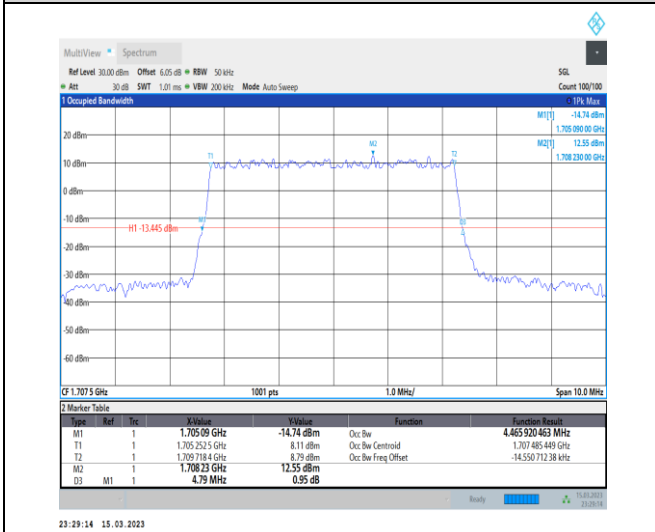 MultiView Spectrum
Ref Level 30.00 dBm Offset 6.05 dB RBW 50 kHz SGL
Att 30 dB SWT 1.01 ms VBW 200 kHz Mode Auto Sweep Count 100/100
1 Occupied Bandwidth 1Pk Max
M1[1] -14.74 dBm
1.705 090 00 GHz
M2[1] 12.55 dBm
1.708 230 00 GHz
20 dBm
M2
T1 T2
10 dBm
0 dBm
-10 dBm
M1 D3
H1 -13.445 dBm
-20 dBm
-30 dBm
-40 dBm
-50 dBm
-60 dBm
CF 1.707 5 GHz 1001 pts 1.0 MHz/ Span 10.0 MHz
2 Marker Table
Type Ref Trc X-Value Y-Value Function Function Result
M1 1 1.705 09 GHz -14.74 dBm Occ Bw 4.465 920 463 MHz
T1 1 1.705 252 5 GHz 8.11 dBm Occ Bw Centroid 1.707 485 449 GHz
T2 1 1.709 718 4 GHz 8.79 dBm Occ Bw Freq Offset -14.550 712 38 kHz
M2 1 1.708 23 GHz 12.55 dBm
D3 M1 1 4.79 MHz 0.95 dB
Ready 15.03.2023
23:29:14
23:29:14 15.03.2023